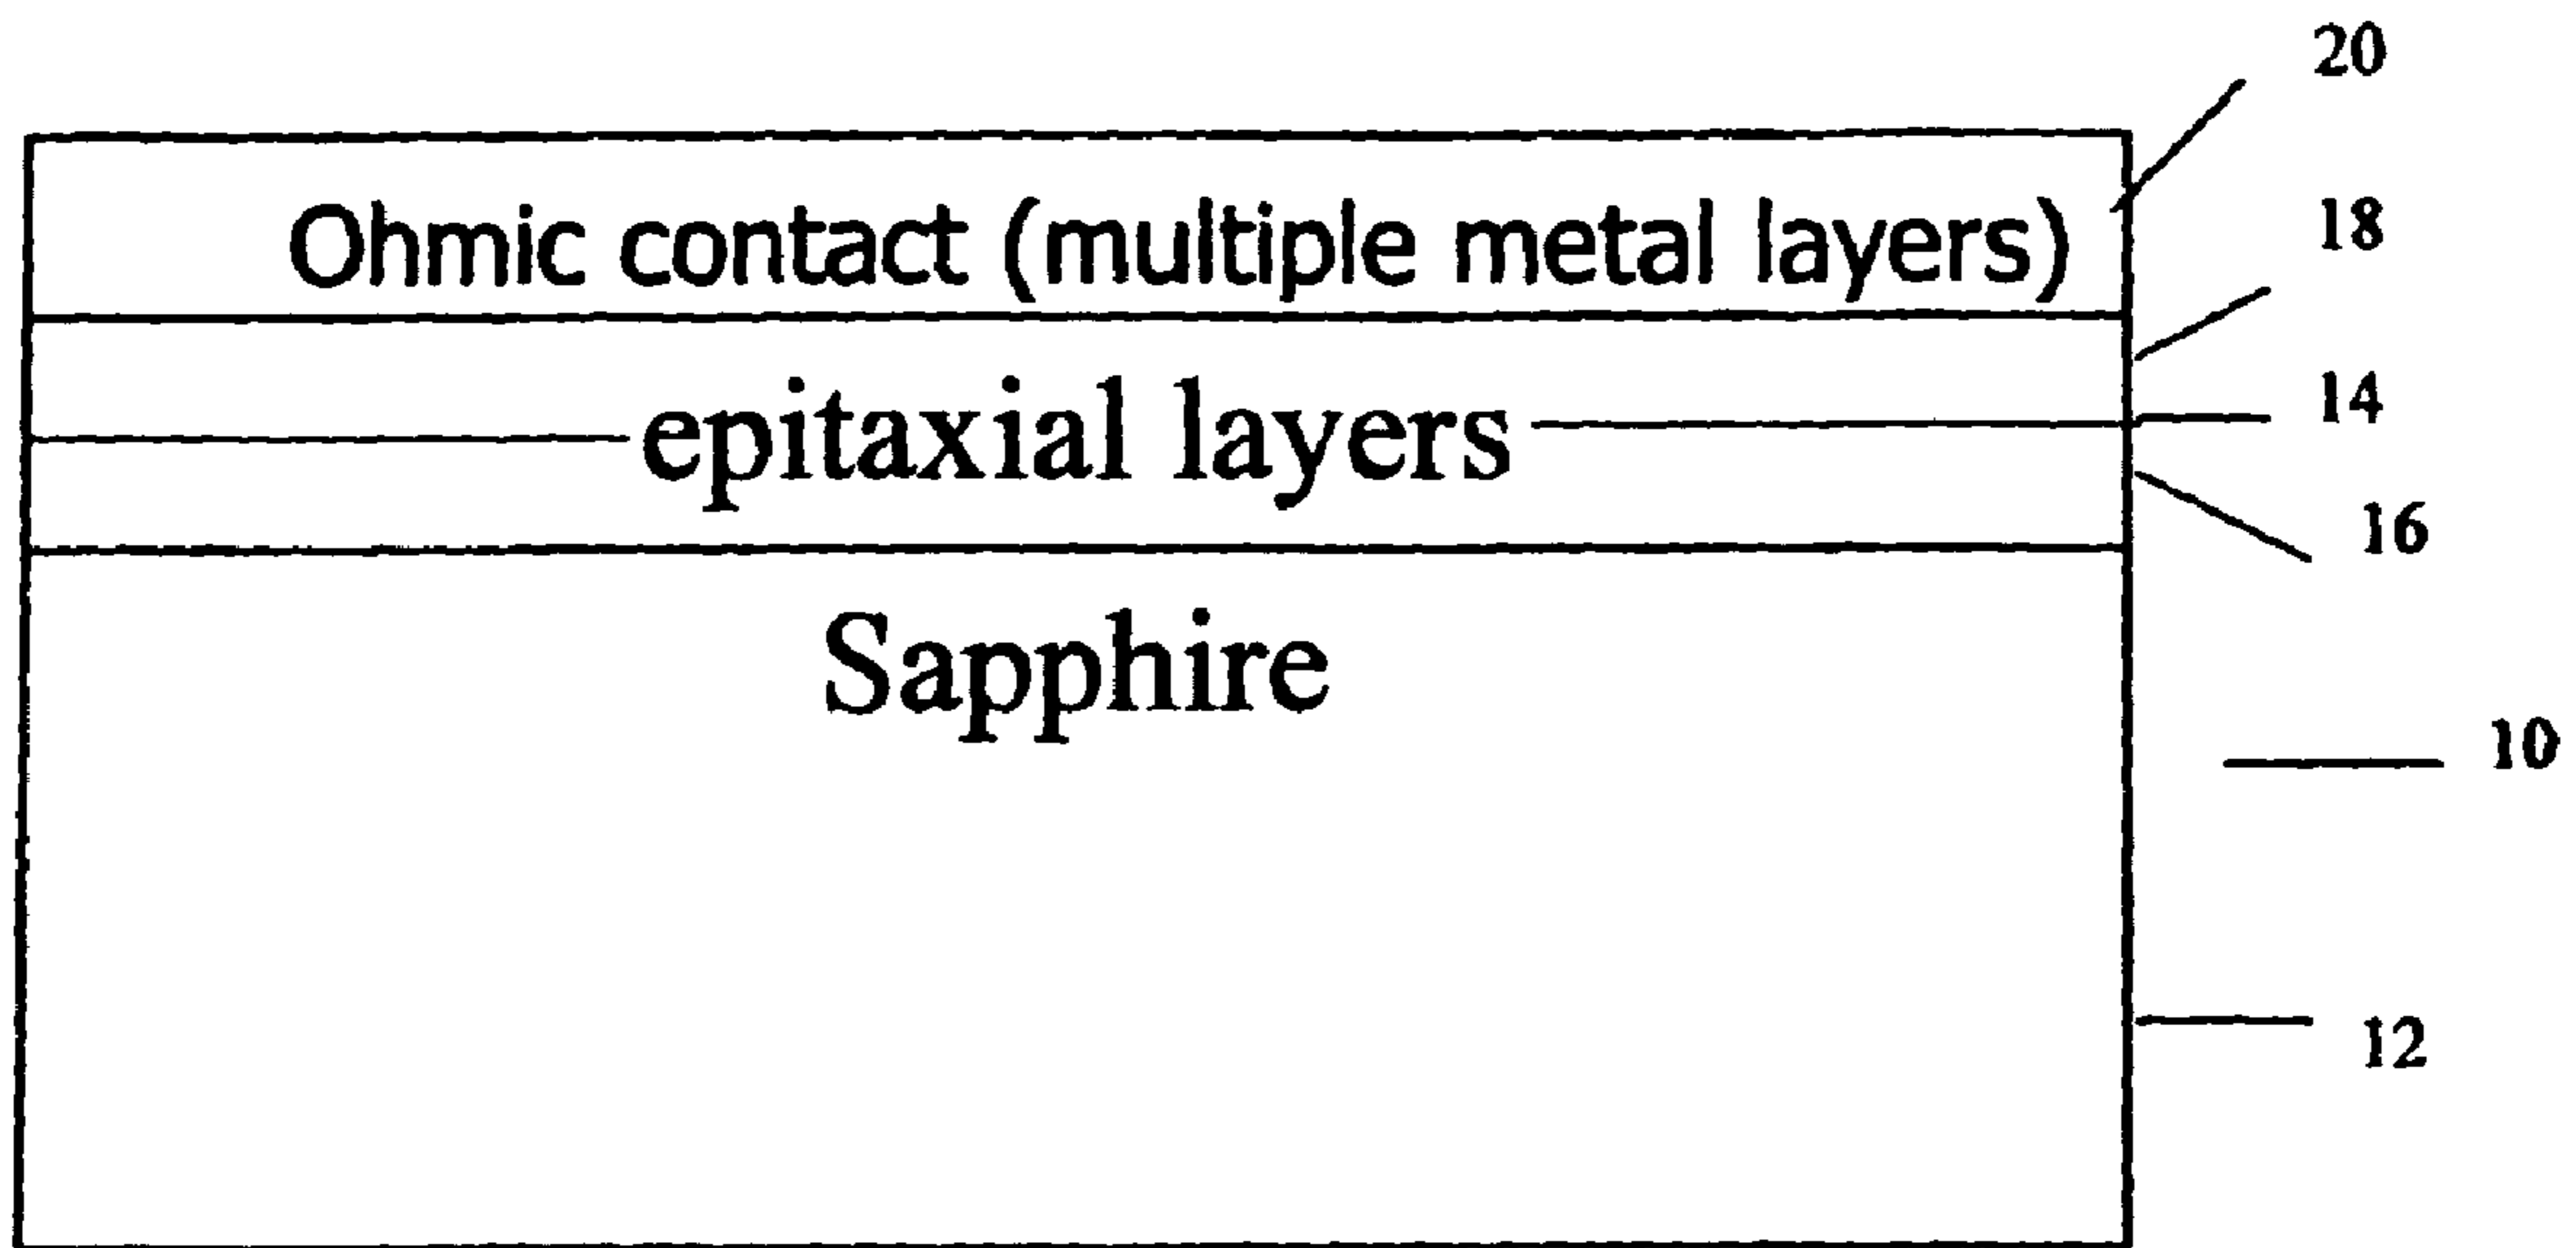 20
Ohmic contact (multiple metal layers)
18
epitaxial layers
14
16
Sapphire
10
12